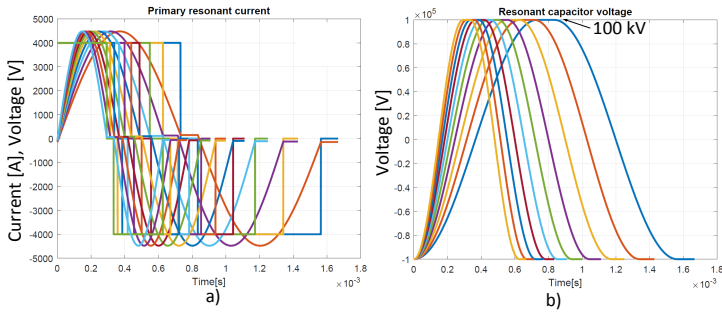 Primary resonant current
Current [A], Voltage [V]
5000
4000
3000
2000
1000
0
-1000
-2000
-3000
-4000
-5000
0 0.2 0.4 0.6 0.8 1 1.2 1.4 1.6 1.8
Time[s]
×10⁻³
a)
Resonant capacitor voltage
×10⁵
Voltage [V]
100 kV
1
0.8
0.6
0.4
0.2
0
-0.2
-0.4
-0.6
-0.8
-1
0 0.2 0.4 0.6 0.8 1 1.2 1.4 1.6 1.8
Time[s]
×10⁻³
b)